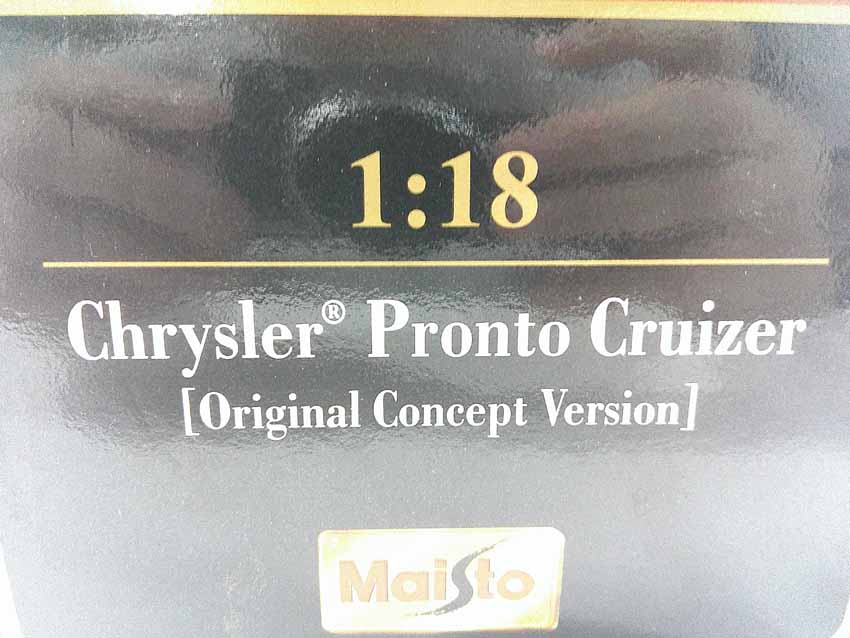 1:18
Chrysler® Pronto Cruizer
[Original Concept Version]
Maisto